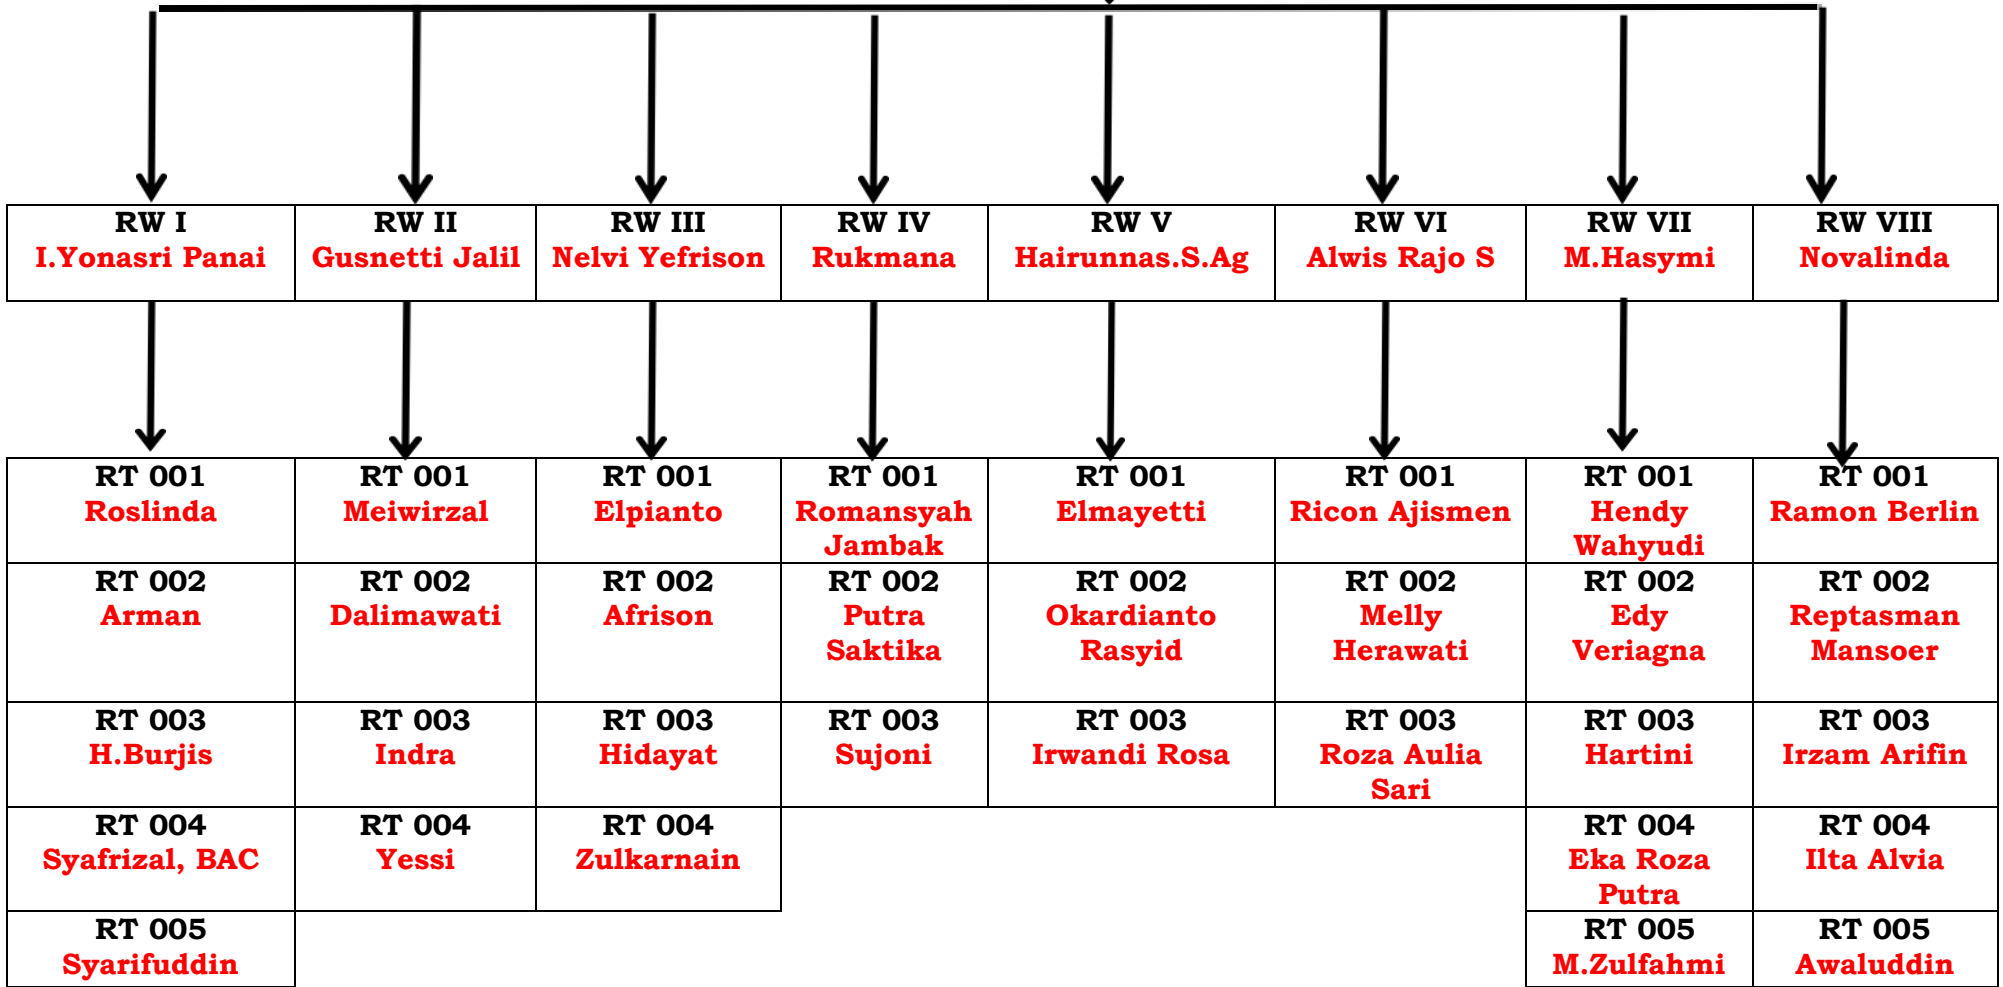 RW I
I.Yonasri Panai
RW II
Gusnetti Jalil
RW III
Nelvi Yefrison
RW IV
Rukmana
RW V
Hairunnas.S.Ag
RW VI
Alwis Rajo S
RW VII
M.Hasymi
RW VIII
Novalinda
RT 001
Roslinda
RT 001
Meiwirzal
RT 001
Elpianto
RT 001
Romansyah
Jambak
RT 001
Elmayetti
RT 001
Ricon Ajismen
RT 001
Hendy
Wahyudi
RT 001
Ramon Berlin
RT 002
Arman
RT 002
Dalimawati
RT 002
Afrison
RT 002
Putra
Saktika
RT 002
Okardianto
Rasyid
RT 002
Melly
Herawati
RT 002
Edy
Veriagna
RT 002
Reptasman
Mansoer
RT 003
H.Burjis
RT 003
Indra
RT 003
Hidayat
RT 003
Sujoni
RT 003
Irwandi Rosa
RT 003
Roza Aulia
Sari
RT 003
Hartini
RT 003
Irzam Arifin
RT 004
Syafrizal, BAC
RT 004
Yessi
RT 004
Zulkarnain
RT 004
Eka Roza
Putra
RT 004
Ilta Alvia
RT 005
Syarifuddin
RT 005
M.Zulfahmi
RT 005
Awaluddin